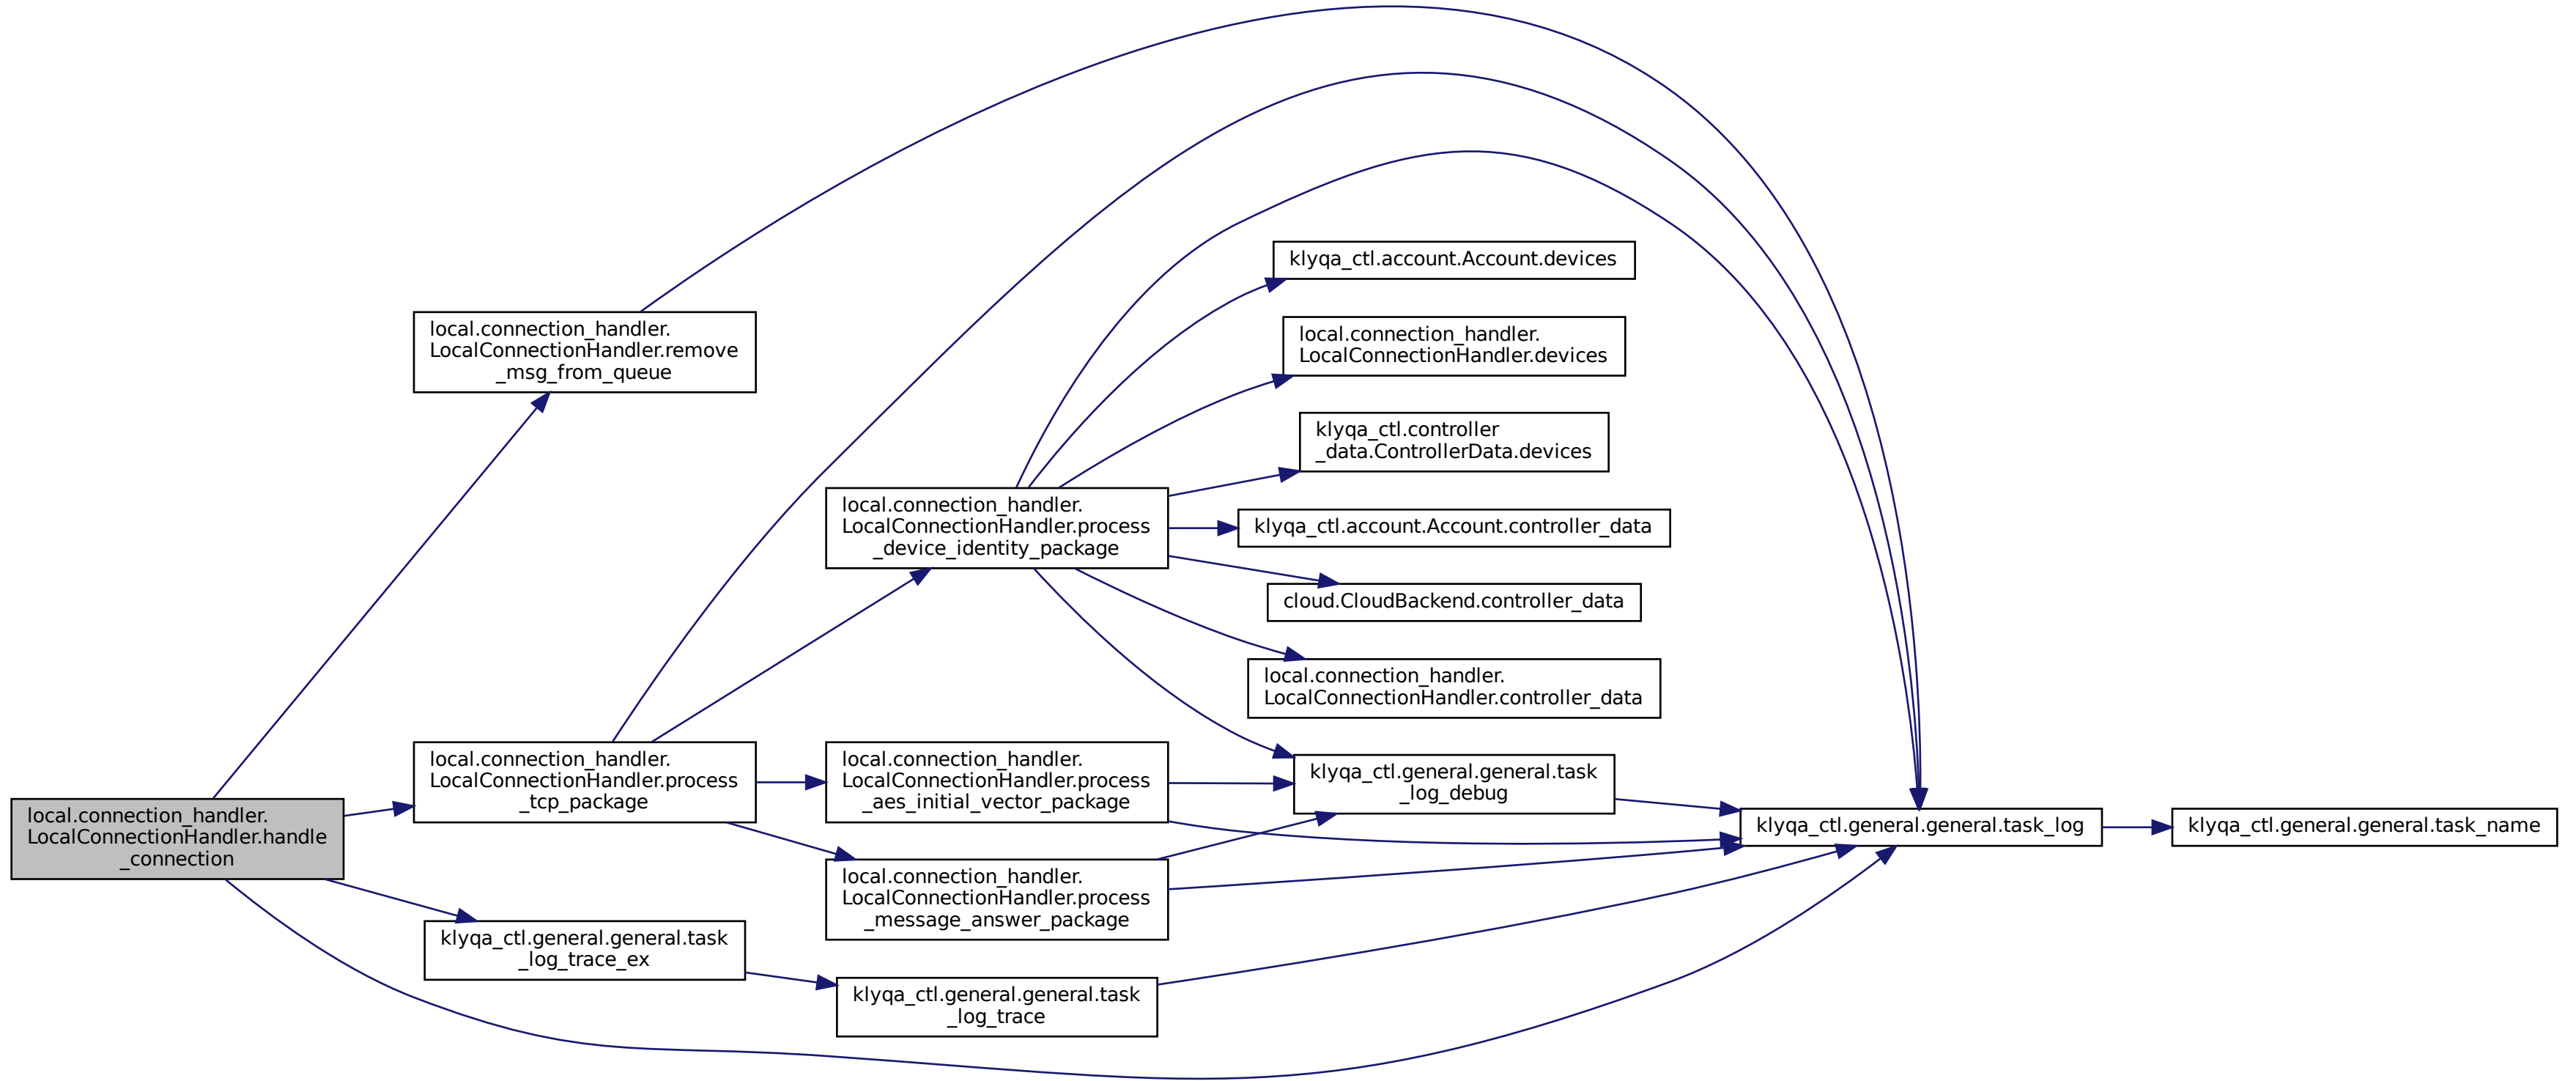 local.connection_handler.
LocalConnectionHandler.handle
_connection
local.connection_handler.
LocalConnectionHandler.remove
_msg_from_queue
local.connection_handler.
LocalConnectionHandler.process
_tcp_package
klyqa_ctl.general.general.task
_log_trace_ex
local.connection_handler.
LocalConnectionHandler.process
_device_identity_package
local.connection_handler.
LocalConnectionHandler.process
_aes_initial_vector_package
local.connection_handler.
LocalConnectionHandler.process
_message_answer_package
klyqa_ctl.general.general.task
_log_trace
klyqa_ctl.account.Account.devices
local.connection_handler.
LocalConnectionHandler.devices
klyqa_ctl.controller
_data.ControllerData.devices
klyqa_ctl.account.Account.controller_data
cloud.CloudBackend.controller_data
local.connection_handler.
LocalConnectionHandler.controller_data
klyqa_ctl.general.general.task
_log_debug
klyqa_ctl.general.general.task_log
klyqa_ctl.general.general.task_name